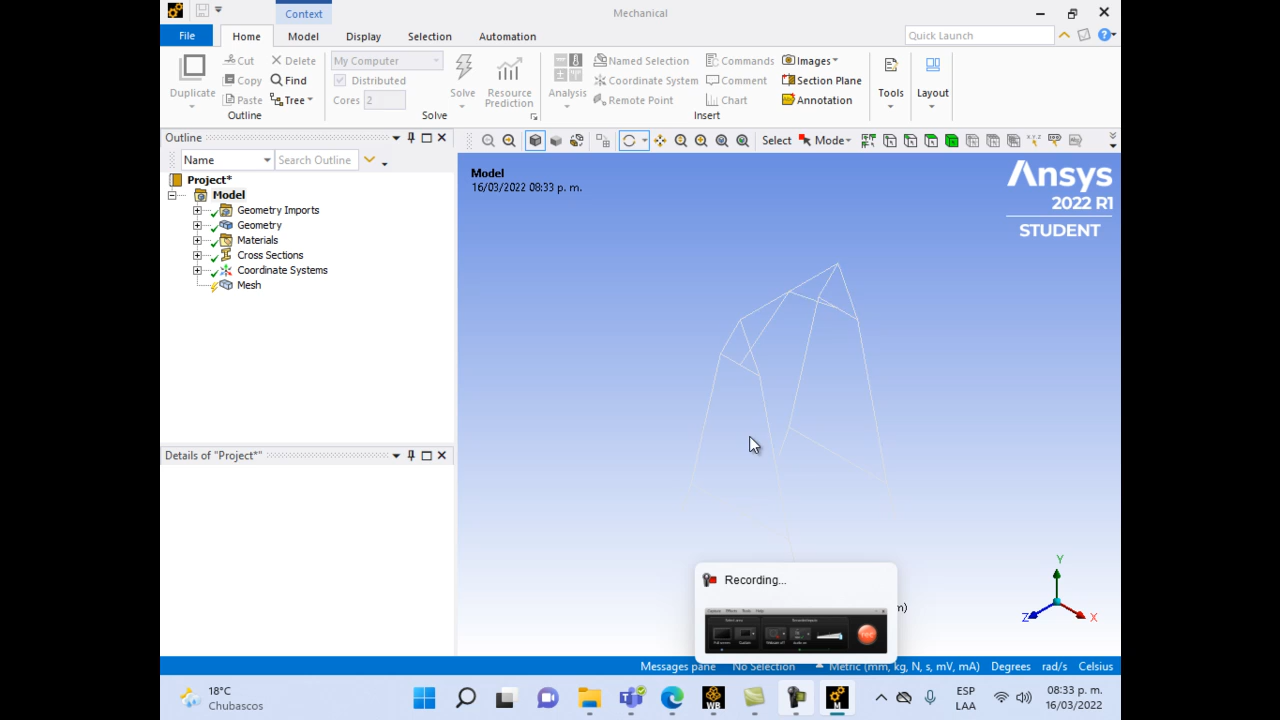 Context
Mechanical
File
Home
Model
Display
Selection
Automation
Quick Launch
Duplicate
Cut
Copy
Paste
Delete
Find
Tree
Outline
My Computer
Distributed
Cores 2
Solve
Resource
Prediction
Solve
Analysis
Named Selection
Coordinate System
Remote Point
Commands
Comment
Chart
Images
Section Plane
Annotation
Insert
Tools
Layout
Outline
Name
Search Outline
Project*
Model
Geometry Imports
Geometry
Materials
Cross Sections
Coordinate Systems
Mesh
Details of "Project*"
Select
Mode
Model
16/03/2022 08:33 p. m.
Ansys
2022 R1
STUDENT
Y
Z
X
Recording...
m)
Messages pane
No Selection
Metric (mm, kg, N, s, mV, mA)
Degrees
rad/s
Celsius
18°C
Chubascos
WB
M
ESP
LAA
08:33 p. m.
16/03/2022